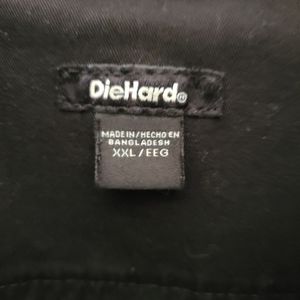 DieHard®
MADE IN/HECHO EN
BANGLADESH
XXL/EEG